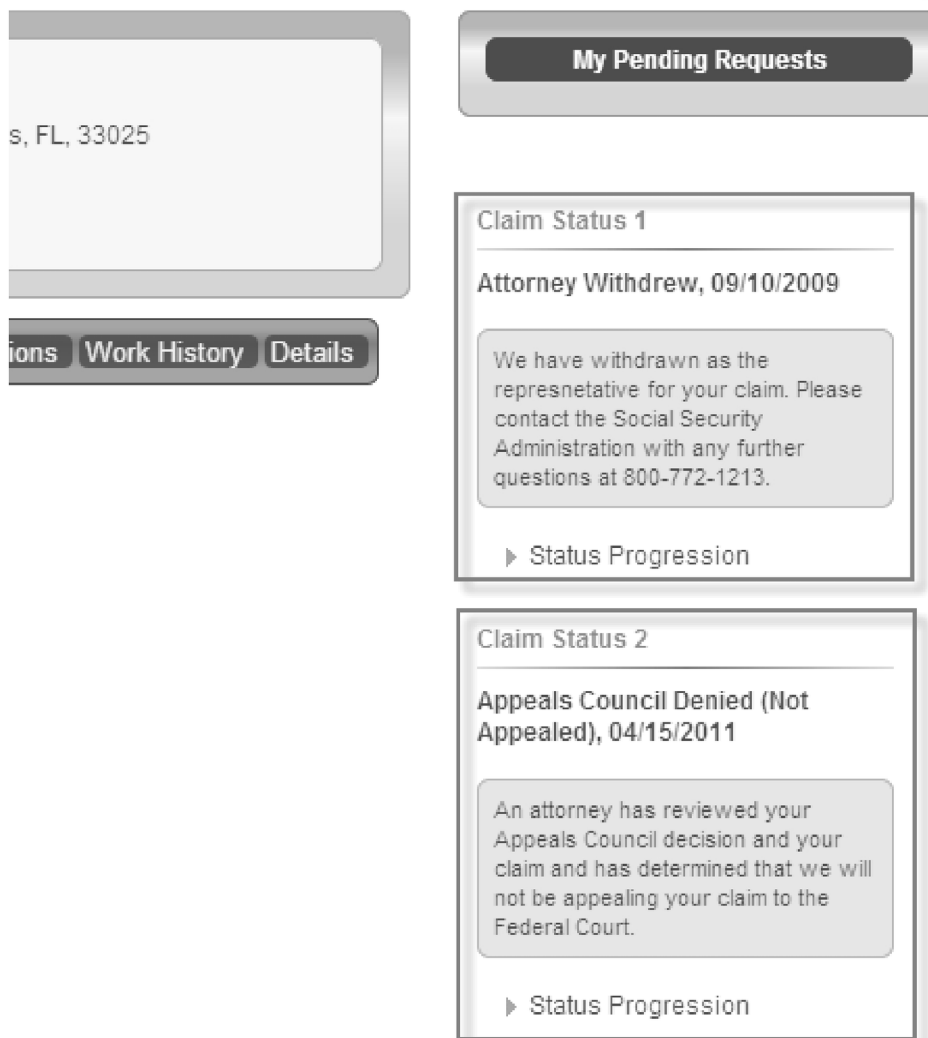 My Pending Requests
s, FL, 33025
ions Work History Details
Claim Status 1
Attorney Withdrew, 09/10/2009
We have withdrawn as the
represnetative for your claim. Please
contact the Social Security
Administration with any further
questions at 800-772-1213.
Status Progression
Claim Status 2
Appeals Council Denied (Not
Appealed), 04/15/2011
An attorney has reviewed your
Appeals Council decision and your
claim and has determined that we will
not be appealing your claim to the
Federal Court.
Status Progression